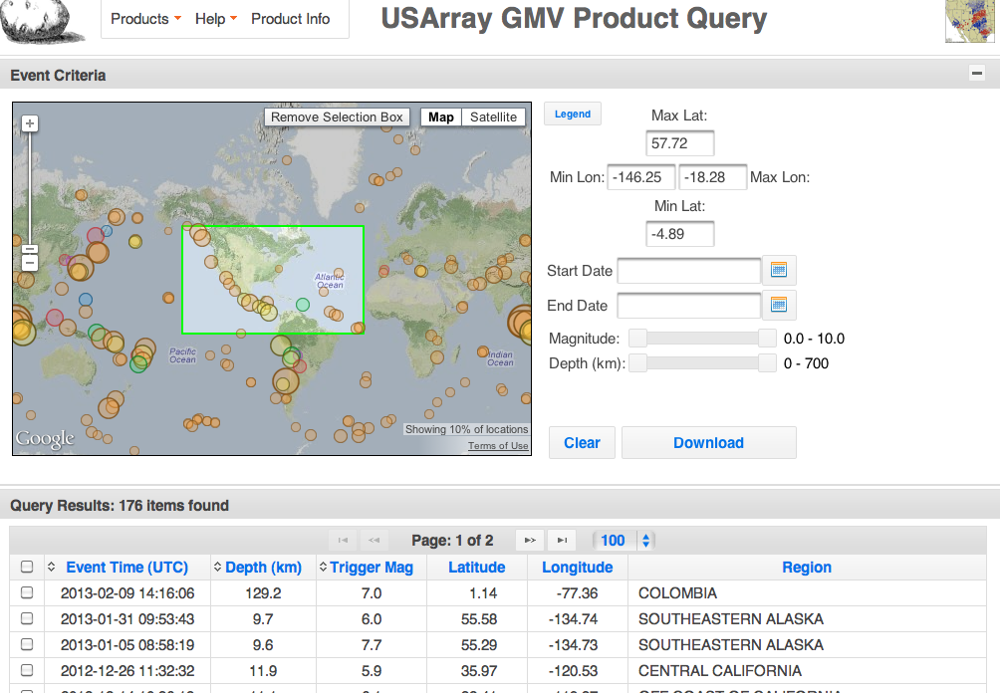 Products Help Product Info
USArray GMV Product Query
Event Criteria
Remove Selection Box Map Satellite
Legend
Max Lat:
57.72
Min Lon: -146.25 -18.28 Max Lon:
Min Lat:
-4.89
Start Date
End Date
Magnitude: 0.0 - 10.0
Depth (km): 0 - 700
Atlantic
Ocean
Pacific
Ocean
Indian
Ocean
Google
Showing 10% of locations
Terms of Use
Clear Download
Query Results: 176 items found
Page: 1 of 2 100
Event Time (UTC) Depth (km) Trigger Mag Latitude Longitude Region
2013-02-09 14:16:06 129.2 7.0 1.14 -77.36 COLOMBIA
2013-01-31 09:53:43 9.7 6.0 55.58 -134.74 SOUTHEASTERN ALASKA
2013-01-05 08:58:19 9.6 7.7 55.29 -134.73 SOUTHEASTERN ALASKA
2012-12-26 11:32:32 11.9 5.9 35.97 -120.53 CENTRAL CALIFORNIA